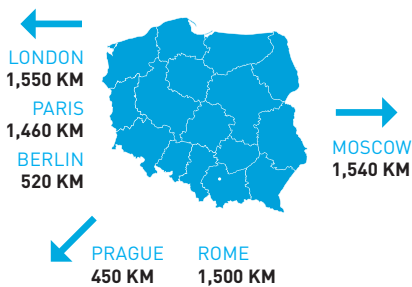 LONDON
1,550 KM
PARIS
1,460 KM
BERLIN
520 KM
MOSCOW
1,540 KM
PRAGUE
450 KM
ROME
1,500 KM